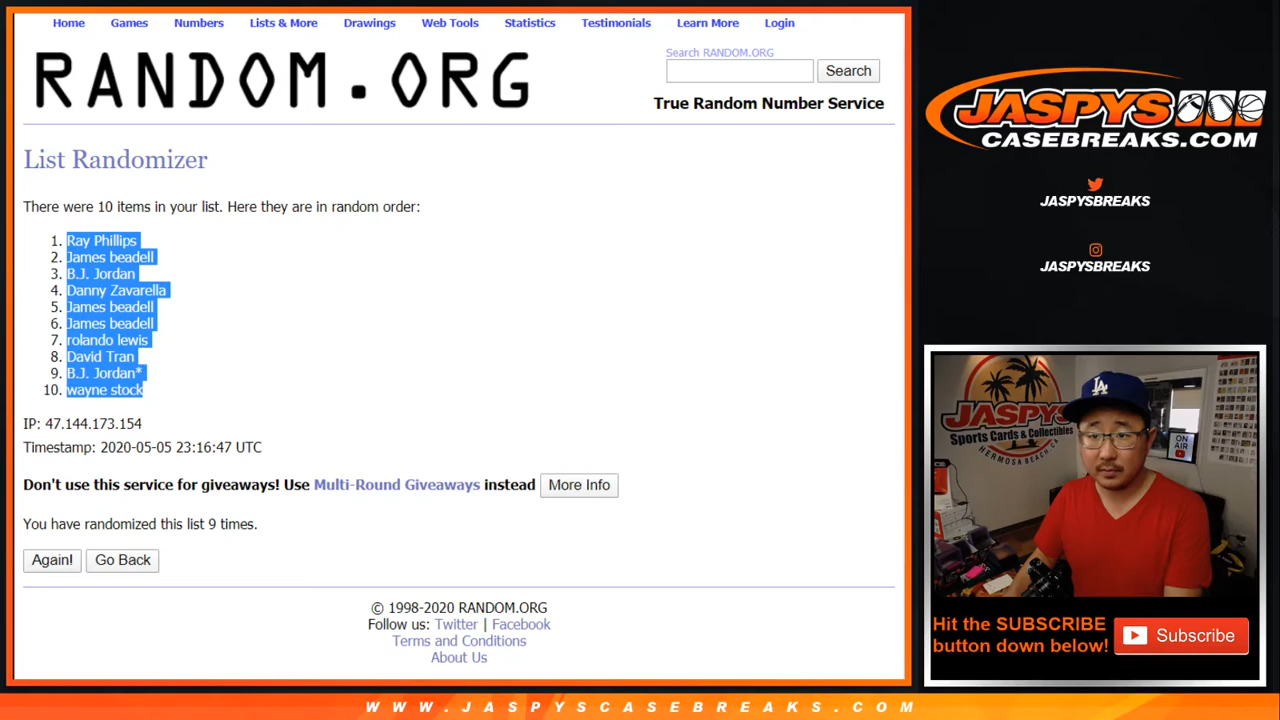 Home Games Numbers Lists & More Drawings Web Tools Statistics Testimonials Learn More Login
RANDOM.ORG
Search RANDOM.ORG
Search
True Random Number Service
List Randomizer
There were 10 items in your list. Here they are in random order:
1. Ray Phillips
2. James beadell
3. B.J. Jordan
4. Danny Zavarella
5. James beadell
6. James beadell
7. rolando lewis
8. David Tran
9. B.J. Jordan*
10. wayne stock
IP: 47.144.173.154
Timestamp: 2020-05-05 23:16:47 UTC
Don't use this service for giveaways! Use Multi-Round Giveaways instead More Info
You have randomized this list 9 times.
Again! Go Back
© 1998-2020 RANDOM.ORG
Follow us: Twitter | Facebook
Terms and Conditions
About Us
JASPYS
CASEBREAKS.COM
JASPYSBREAKS
JASPYSBREAKS
JASPYS
Sports Cards & Collectibles
HERMOSA BEACH, CA
LA
ON AIR
Hit the SUBSCRIBE
button down below!
Subscribe
WWW.JASPYSCASEBREAKS.COM